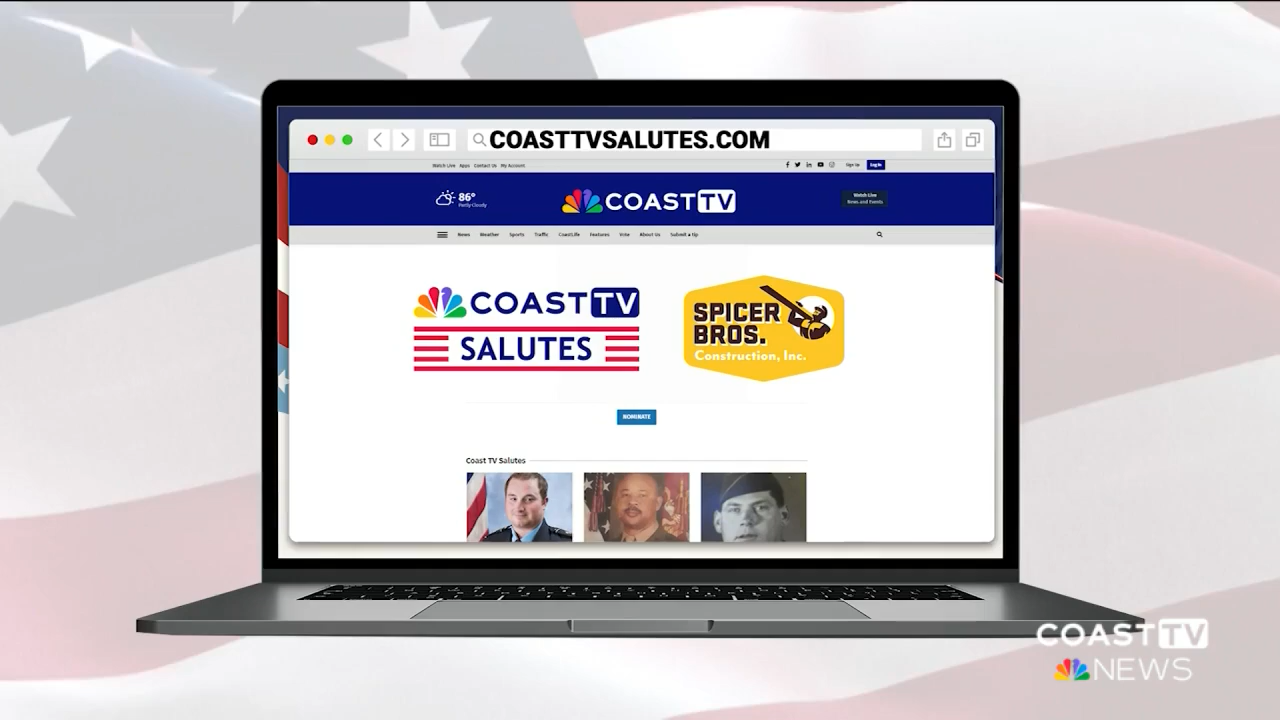 COASTTVSALUTES.COM
Watch Live Apps Contact Us My Account
Sign Up Log In
86°
Partly Cloudy
COAST TV
Watch Live
News and Events
News Weather Sports Traffic CoastLife Features Vote About Us Submit a tip
COAST TV
SALUTES
SPICER
BROS.
Construction, Inc.
NOMINATE
Coast TV Salutes
COAST TV
NEWS